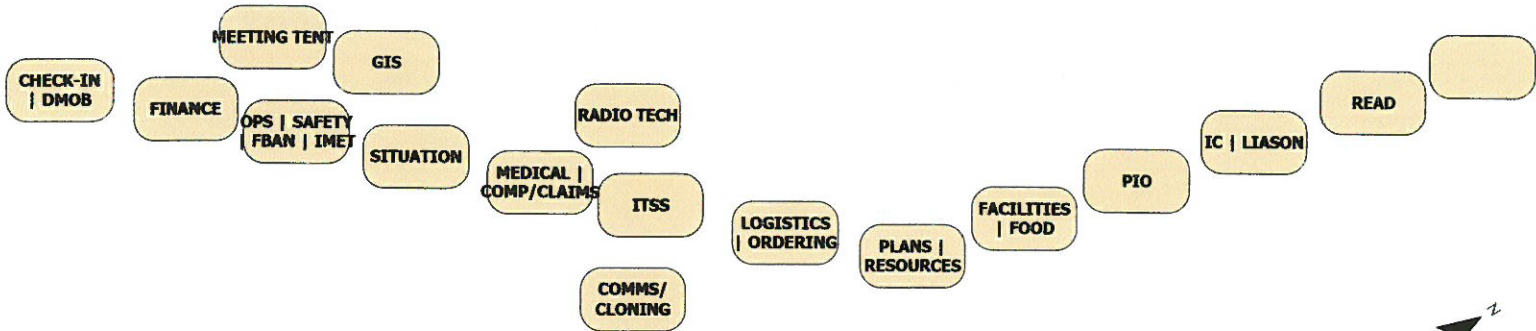 MEETING TENT
GIS
CHECK-IN
| DMOB
FINANCE
OPS | SAFETY
| FBAN | IMET
SITUATION
RADIO TECH
MEDICAL |
COMP/CLAIMS
ITSS
COMMS/
CLONING
LOGISTICS
| ORDERING
PLANS |
RESOURCES
FACILITIES
| FOOD
PIO
IC | LIASON
READ
N